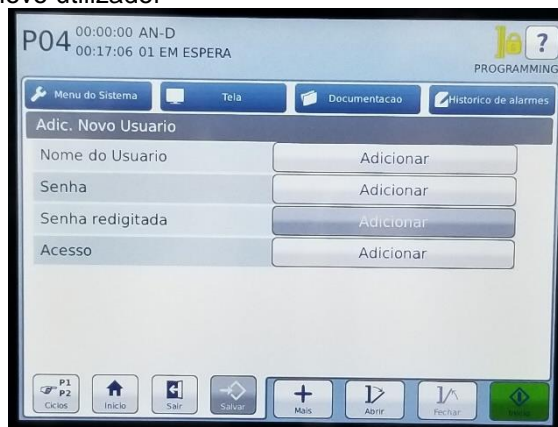 novo utilizador
P04 00:00:00 AN-D
00:17:06 01 EM ESPERA
?
PROGRAMMING
Menu do Sistema Tela Documentacao Historico de alarmes
Adic. Novo Usuario
Nome do Usuario Adicionar
Senha Adicionar
Senha redigitada Adicionar
Acesso Adicionar
P1
P2
Ciclos Inicio Sair Salvar Mais Abrir Fechar